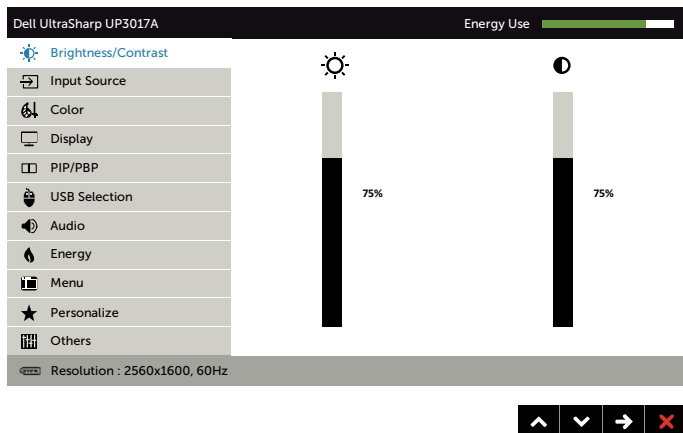 Dell UltraSharp UP3017A
Energy Use
Brightness/Contrast
Input Source
Color
Display
PIP/PBP
USB Selection
Audio
Energy
Menu
Personalize
Others
75%
75%
Resolution : 2560x1600, 60Hz